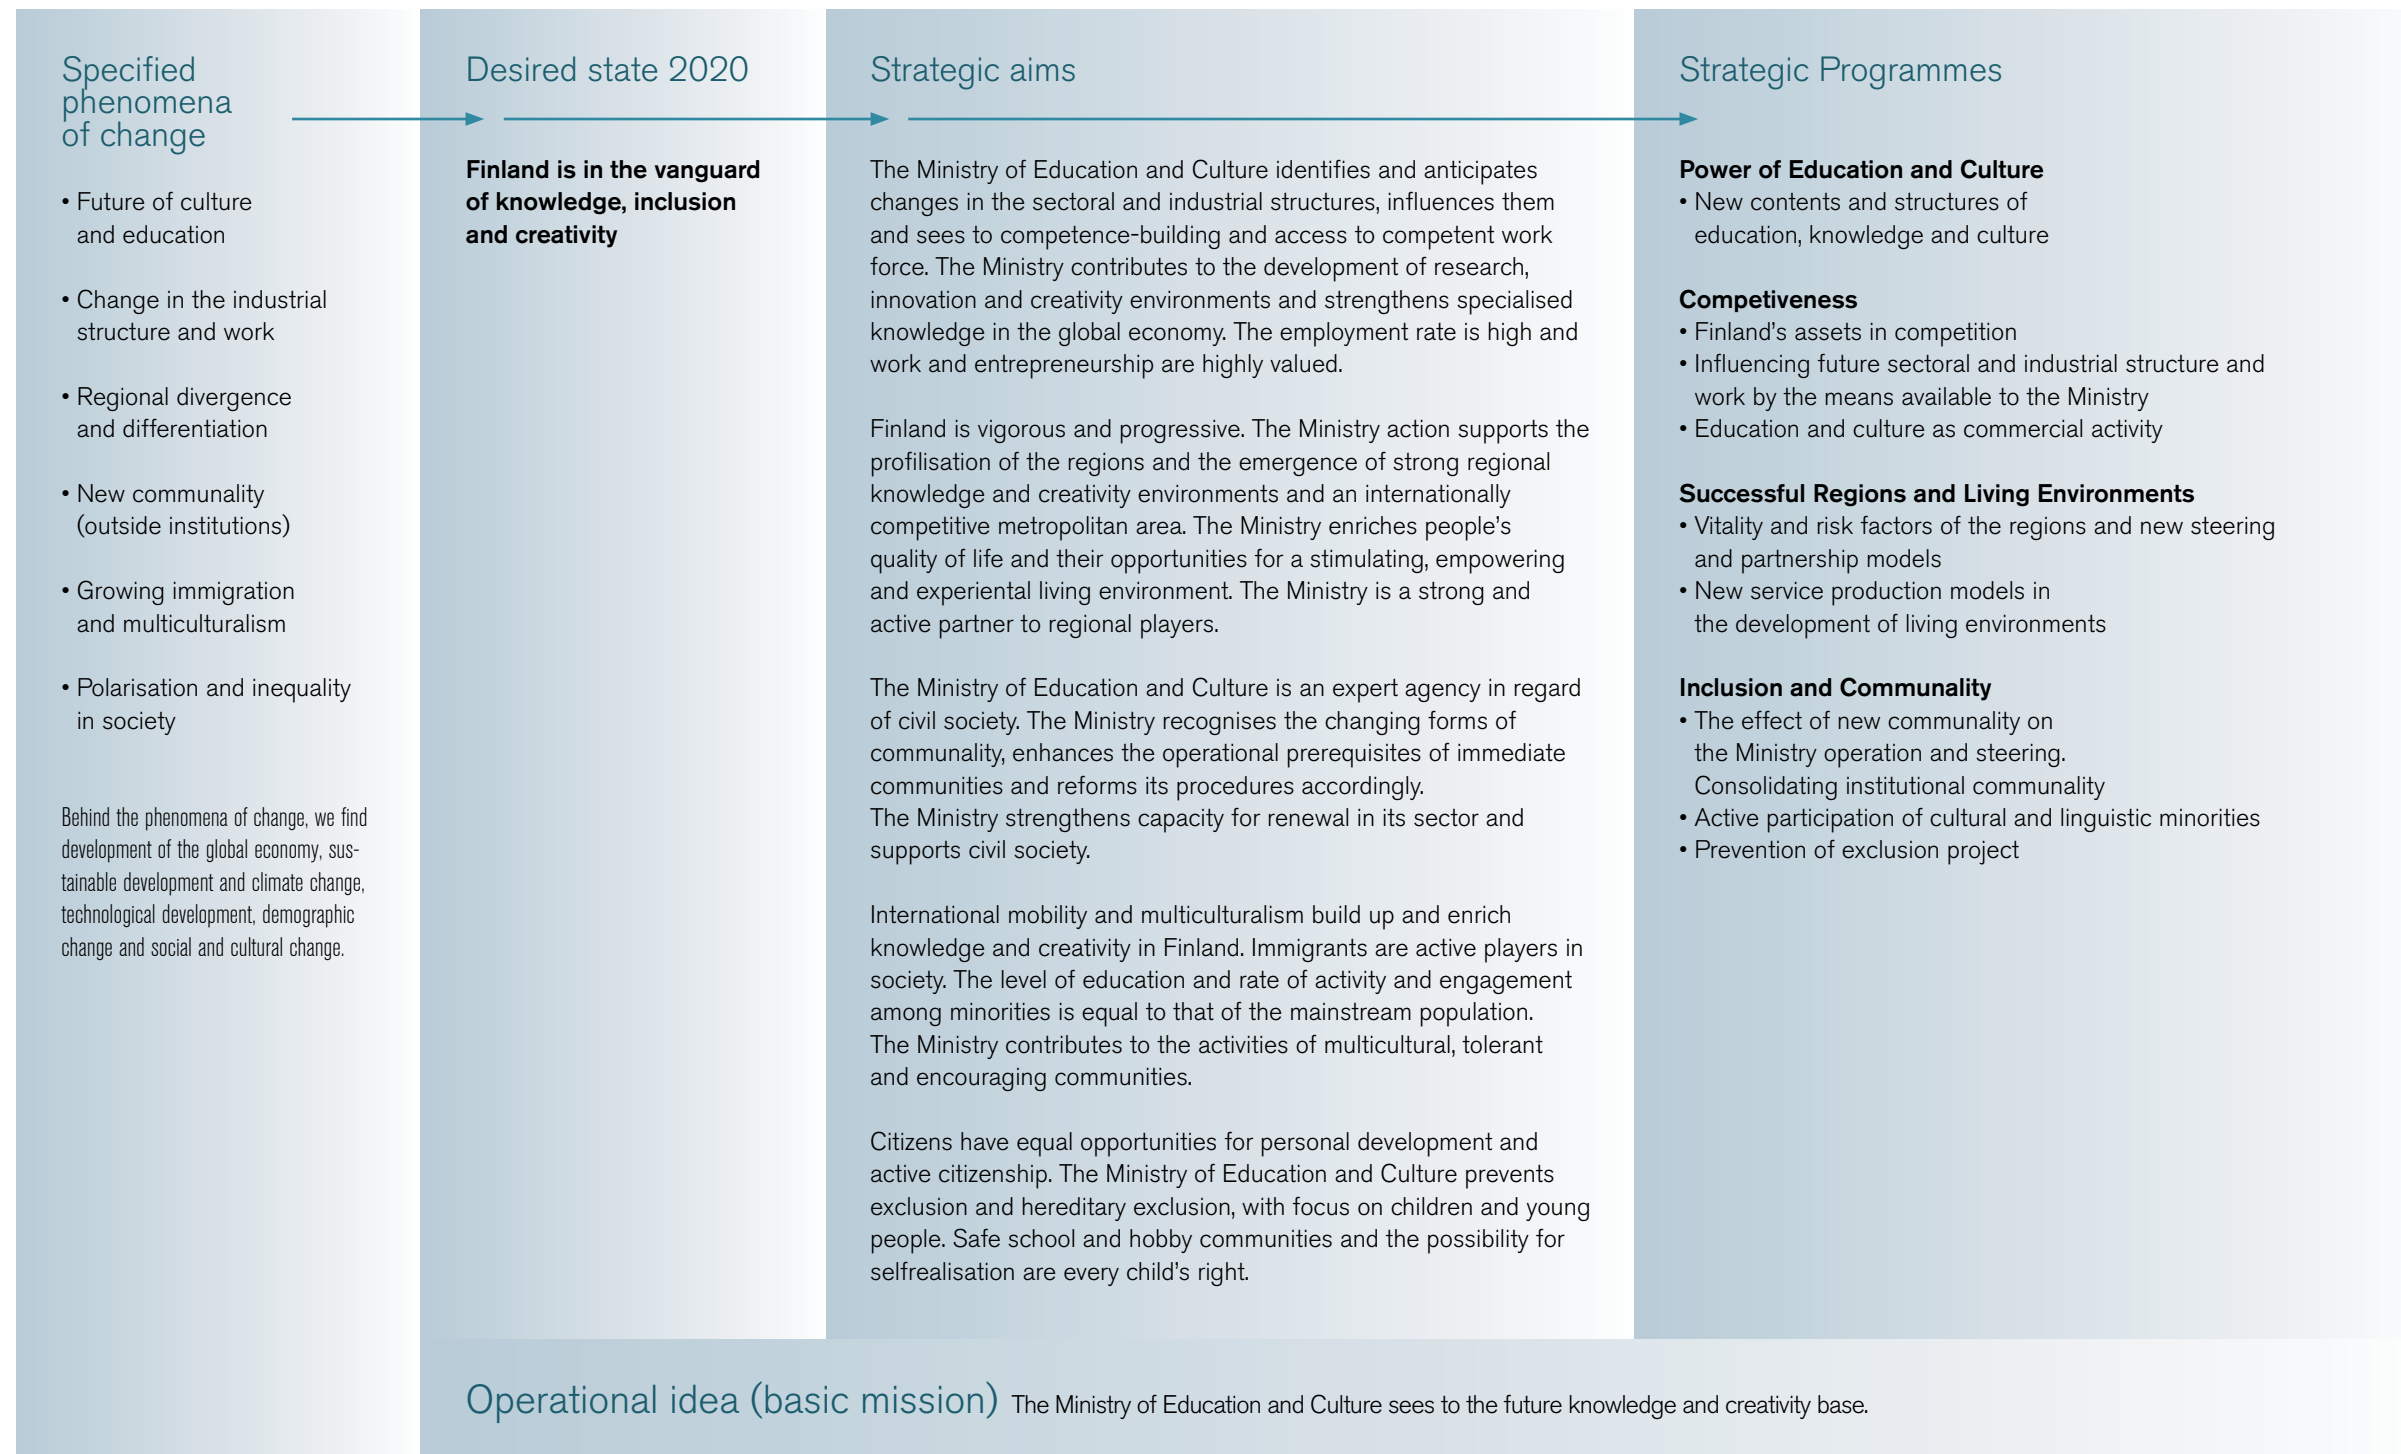 Specified
phenomena
of change
• Future of culture
and education
• Change in the industrial
structure and work
• Regional divergence
and differentiation
• New communality
(outside institutions)
• Growing immigration
and multiculturalism
• Polarisation and inequality
in society
Behind the phenomena of change, we find
development of the global economy, sus-
tainable development and climate change,
technological development, demographic
change and social and cultural change.
Desired state 2020
Finland is in the vanguard
of knowledge, inclusion
and creativity
Strategic aims
The Ministry of Education and Culture identifies and anticipates
changes in the sectoral and industrial structures, influences them
and sees to competence-building and access to competent work
force. The Ministry contributes to the development of research,
innovation and creativity environments and strengthens specialised
knowledge in the global economy. The employment rate is high and
work and entrepreneurship are highly valued.
Finland is vigorous and progressive. The Ministry action supports the
profilisation of the regions and the emergence of strong regional
knowledge and creativity environments and an internationally
competitive metropolitan area. The Ministry enriches people's
quality of life and their opportunities for a stimulating, empowering
and experiential living environment. The Ministry is a strong and
active partner to regional players.
The Ministry of Education and Culture is an expert agency in regard
of civil society. The Ministry recognises the changing forms of
communality, enhances the operational prerequisites of immediate
communities and reforms its procedures accordingly.
The Ministry strengthens capacity for renewal in its sector and
supports civil society.
International mobility and multiculturalism build up and enrich
knowledge and creativity in Finland. Immigrants are active players in
society. The level of education and rate of activity and engagement
among minorities is equal to that of the mainstream population.
The Ministry contributes to the activities of multicultural, tolerant
and encouraging communities.
Citizens have equal opportunities for personal development and
active citizenship. The Ministry of Education and Culture prevents
exclusion and hereditary exclusion, with focus on children and young
people. Safe school and hobby communities and the possibility for
selfrealisation are every child's right.
Strategic Programmes
Power of Education and Culture
• New contents and structures of
education, knowledge and culture
Competiveness
• Finland's assets in competition
• Influencing future sectoral and industrial structure and
work by the means available to the Ministry
• Education and culture as commercial activity
Successful Regions and Living Environments
• Vitality and risk factors of the regions and new steering
and partnership models
• New service production models in
the development of living environments
Inclusion and Communality
• The effect of new communality on
the Ministry operation and steering.
Consolidating institutional communality
• Active participation of cultural and linguistic minorities
• Prevention of exclusion project
Operational idea (basic mission) The Ministry of Education and Culture sees to the future knowledge and creativity base.